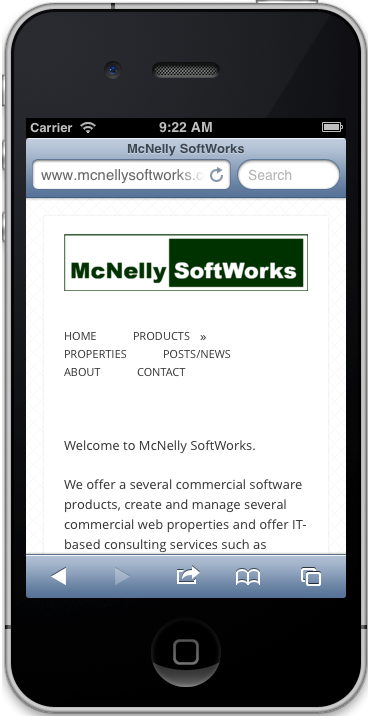 Carrier 9:22 AM
McNelly SoftWorks
www.mcnellysoftworks.c Search
McNelly SoftWorks
HOME PRODUCTS »
PROPERTIES POSTS/NEWS
ABOUT CONTACT
Welcome to McNelly SoftWorks.
We offer a several commercial software
products, create and manage several
commercial web properties and offer IT-
based consulting services such as